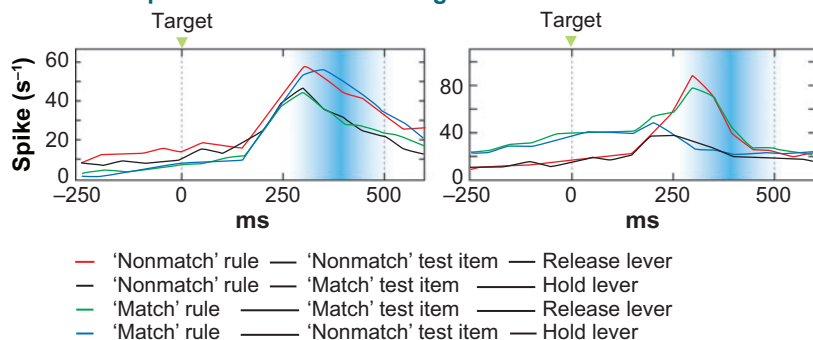 Target
Target
Spike (s⁻¹)
60
40
20
0
80
40
0
–250
0
250
500
–250
0
250
500
ms
ms
‘Nonmatch’ rule — ‘Nonmatch’ test item — Release lever
‘Nonmatch’ rule — ‘Match’ test item — Hold lever
‘Match’ rule — ‘Match’ test item — Release lever
‘Match’ rule — ‘Nonmatch’ test item — Hold lever